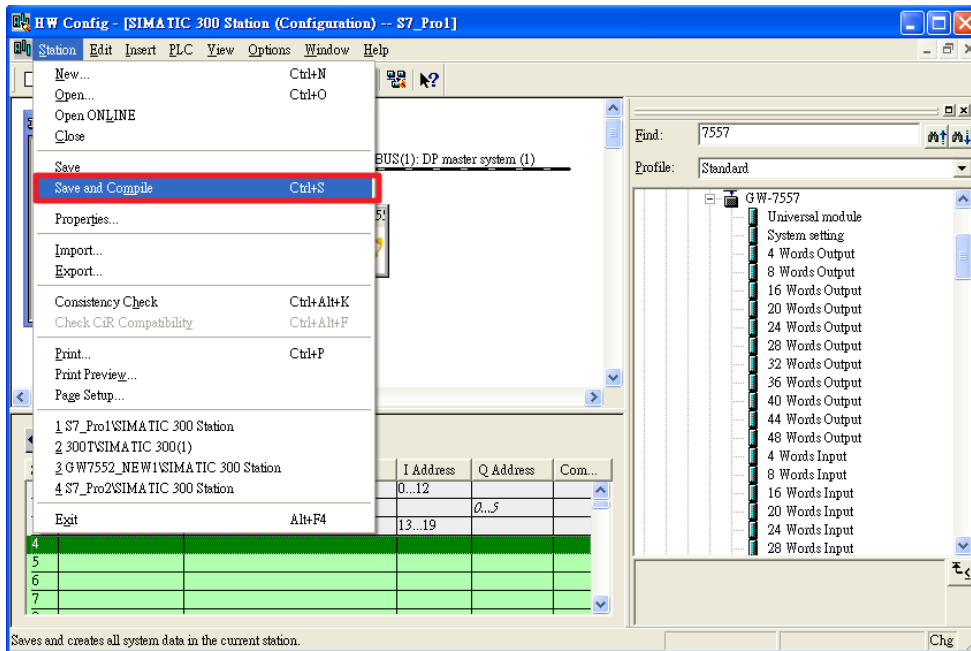 HW Config - [SIMATIC 300 Station (Configuration) -- S7_Pro1]
Station Edit Insert PLC View Options Window Help
New... Ctrl+N
Open... Ctrl+O
Open ONLINE
Close
Save
Save and Compile Ctrl+S
Properties...
Import...
Export...
Consistency Check Ctrl+Alt+K
Check CiR Compatibility Ctrl+Alt+F
Print... Ctrl+P
Print Preview...
Page Setup...
1 S7_Pro1\SIMATIC 300 Station
2 300T\SIMATIC 300(1)
3 GW7552_NEW1\SIMATIC 300 Station
4 S7_Pro2\SIMATIC 300 Station
Exit Alt+F4
BUS(1): DP master system (1)
I Address Q Address Com...
0...12
0...5
13...19
4
5
6
7
Find: 7557
Profile: Standard
GW-7557
Universal module
System setting
4 Words Output
8 Words Output
16 Words Output
20 Words Output
24 Words Output
28 Words Output
32 Words Output
36 Words Output
40 Words Output
44 Words Output
48 Words Output
4 Words Input
8 Words Input
16 Words Input
20 Words Input
24 Words Input
28 Words Input
Saves and creates all system data in the current station.
Chg